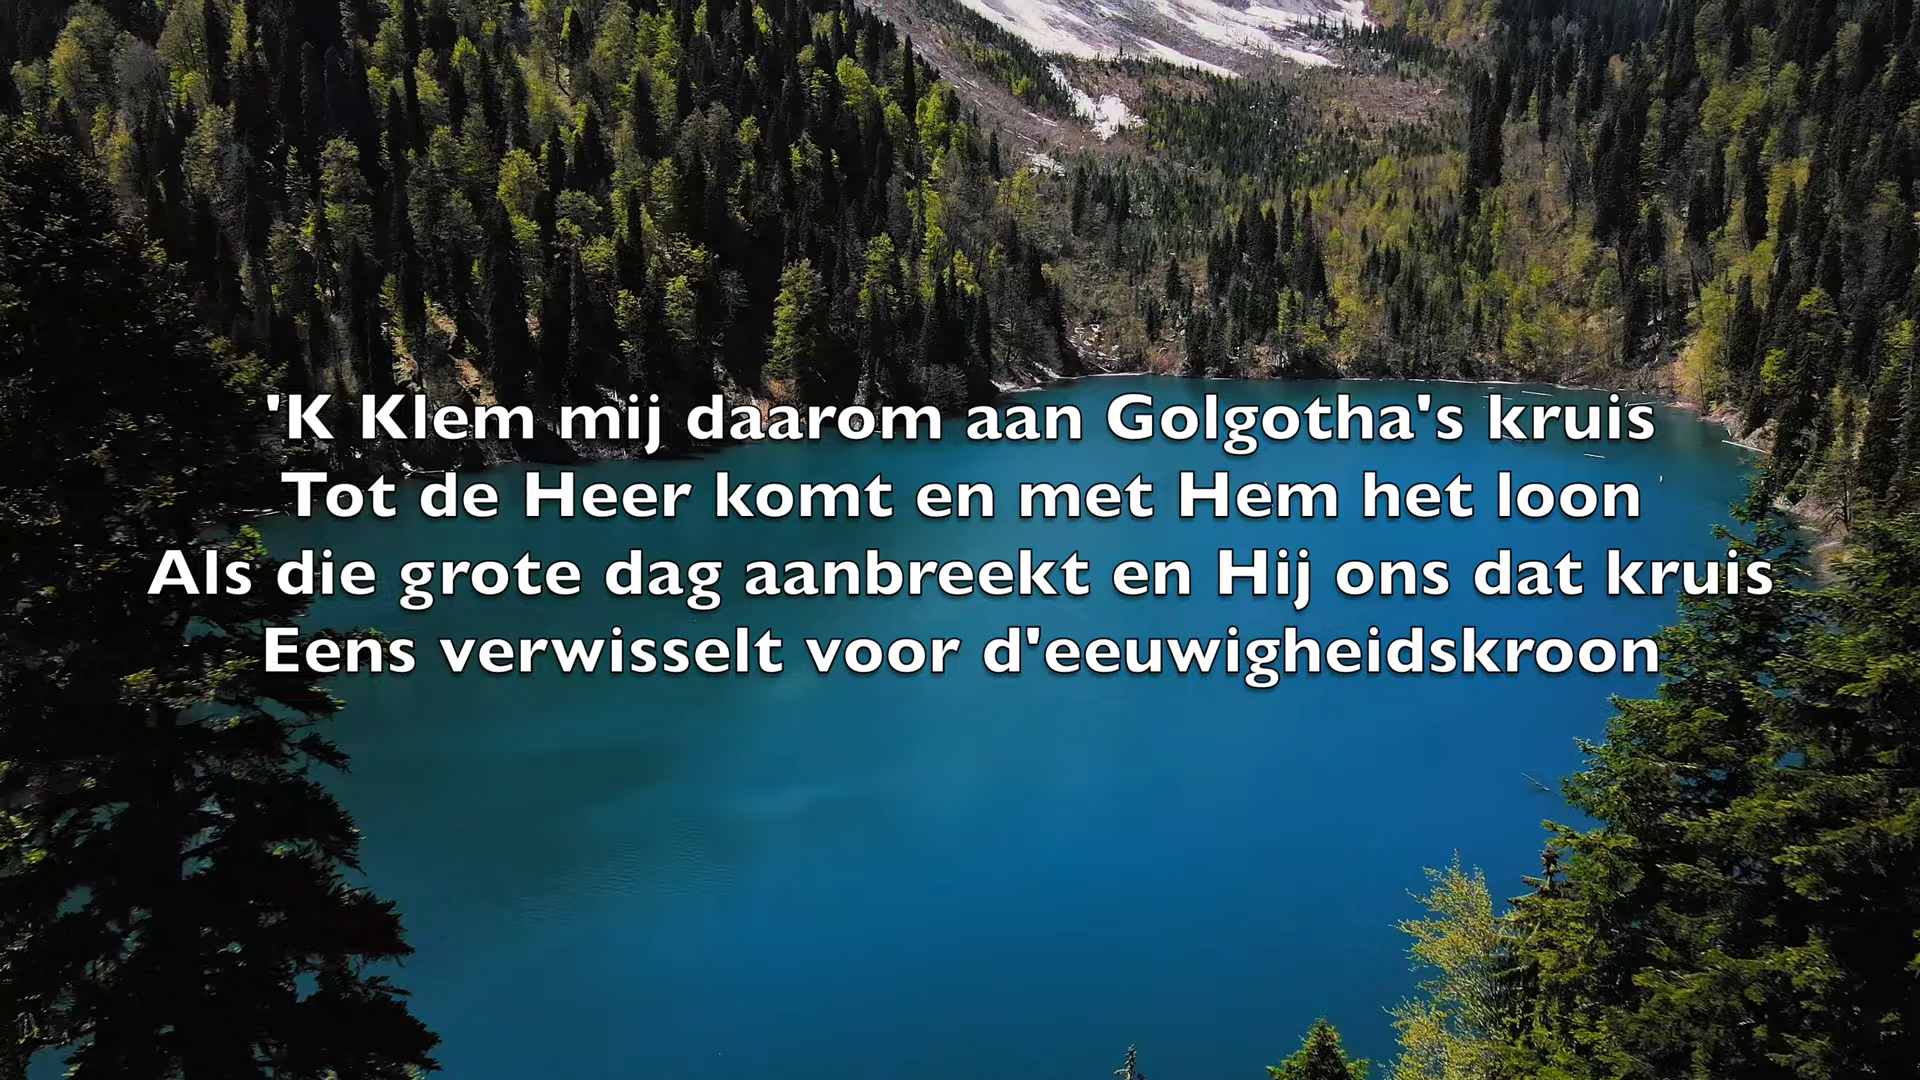 'K Klem mij daarom aan Golgotha's kruis
Tot de Heer komt en met Hem het loon
Als die grote dag aanbreekt en Hij ons dat kruis
Eens verwisselt voor d'eeuwigheidskroon